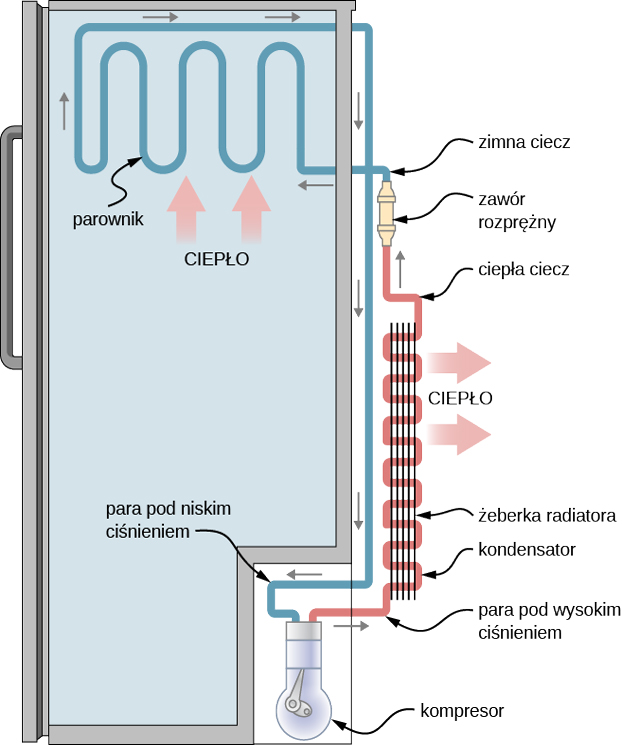 zimna ciecz
zawór
rozprężny
parownik
CIEPŁO
ciepła ciecz
CIEPŁO
para pod niskim
ciśnieniem
żeberka radiatora
kondensator
para pod wysokim
ciśnieniem
kompresor